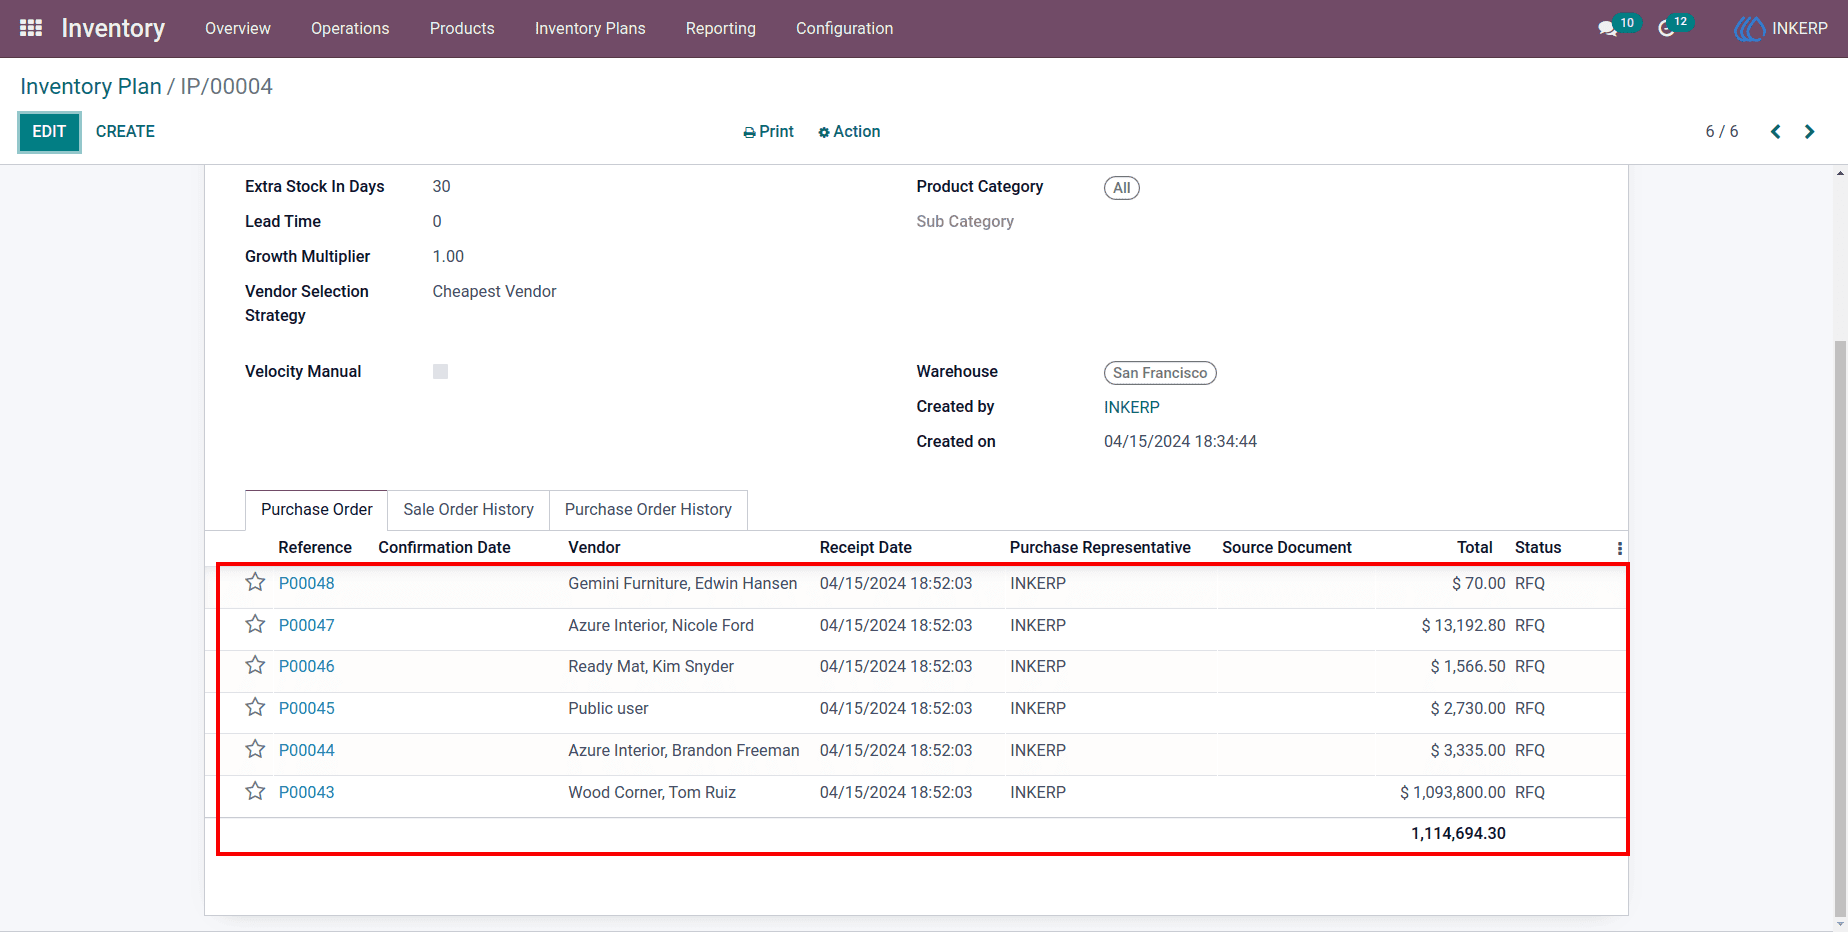 Inventory Overview Operations Products Inventory Plans Reporting Configuration 10 12 INKERP
Inventory Plan / IP/00004
EDIT CREATE Print Action 6 / 6
Extra Stock In Days 30 Product Category All
Lead Time 0 Sub Category
Growth Multiplier 1.00
Vendor Selection Strategy Cheapest Vendor
Velocity Manual Warehouse San Francisco
Created by INKERP
Created on 04/15/2024 18:34:44
Purchase Order Sale Order History Purchase Order History
Reference Confirmation Date Vendor Receipt Date Purchase Representative Source Document Total Status
P00048 Gemini Furniture, Edwin Hansen 04/15/2024 18:52:03 INKERP $ 70.00 RFQ
P00047 Azure Interior, Nicole Ford 04/15/2024 18:52:03 INKERP $ 13,192.80 RFQ
P00046 Ready Mat, Kim Snyder 04/15/2024 18:52:03 INKERP $ 1,566.50 RFQ
P00045 Public user 04/15/2024 18:52:03 INKERP $ 2,730.00 RFQ
P00044 Azure Interior, Brandon Freeman 04/15/2024 18:52:03 INKERP $ 3,335.00 RFQ
P00043 Wood Corner, Tom Ruiz 04/15/2024 18:52:03 INKERP $ 1,093,800.00 RFQ
1,114,694.30